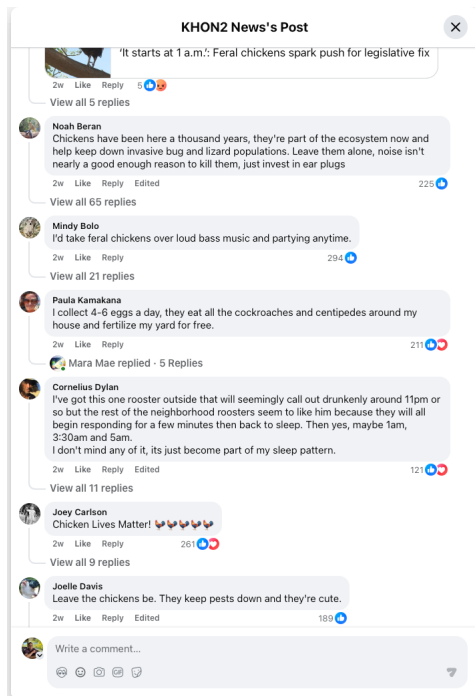 KHON2 News's Post
'It starts at 1 a.m.': Feral chickens spark push for legislative fix
2w Like Reply 5
View all 5 replies
Noah Beran
Chickens have been here a thousand years, they're part of the ecosystem now and
help keep down invasive bug and lizard populations. Leave them alone, noise isn't
nearly a good enough reason to kill them, just invest in ear plugs
2w Like Reply Edited 225
View all 65 replies
Mindy Bolo
I'd take feral chickens over loud bass music and partying anytime.
2w Like Reply 294
View all 21 replies
Paula Kamakana
I collect 4-6 eggs a day, they eat all the cockroaches and centipedes around my
house and fertilize my yard for free.
2w Like Reply 211
Mara Mae replied · 5 Replies
Cornelius Dylan
I've got this one rooster outside that will seemingly call out drunkenly around 11pm or
so but the rest of the neighborhood roosters seem to like him because they will all
begin responding for a few minutes then back to sleep. Then yes, maybe 1am,
3:30am and 5am.
I don't mind any of it, its just become part of my sleep pattern.
2w Like Reply Edited 121
View all 11 replies
Joey Carlson
Chicken Lives Matter! 🐓🐓🐓🐓🐓
2w Like Reply 261
View all 9 replies
Joelle Davis
Leave the chickens be. They keep pests down and they're cute.
2w Like Reply Edited 189
Write a comment...
GIF